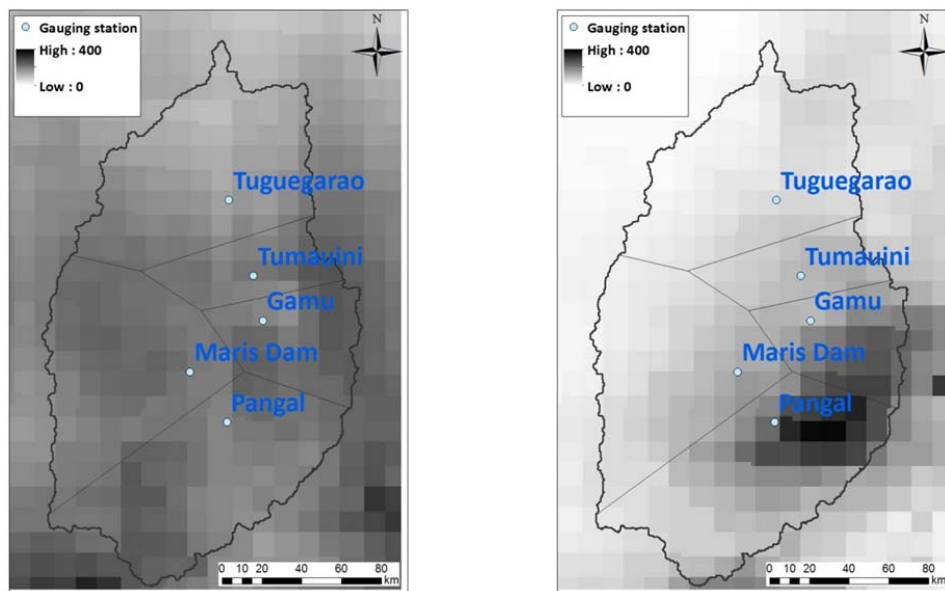 Gauging station
High : 400
Low : 0
N
Tuguegarao
Tumauini
Gamu
Maris Dam
Pangal
0 10 20 40 60 80
km
Gauging station
High : 400
Low : 0
N
Tuguegarao
Tumauini
Gamu
Maris Dam
Pangal
0 10 20 40 60 80
km